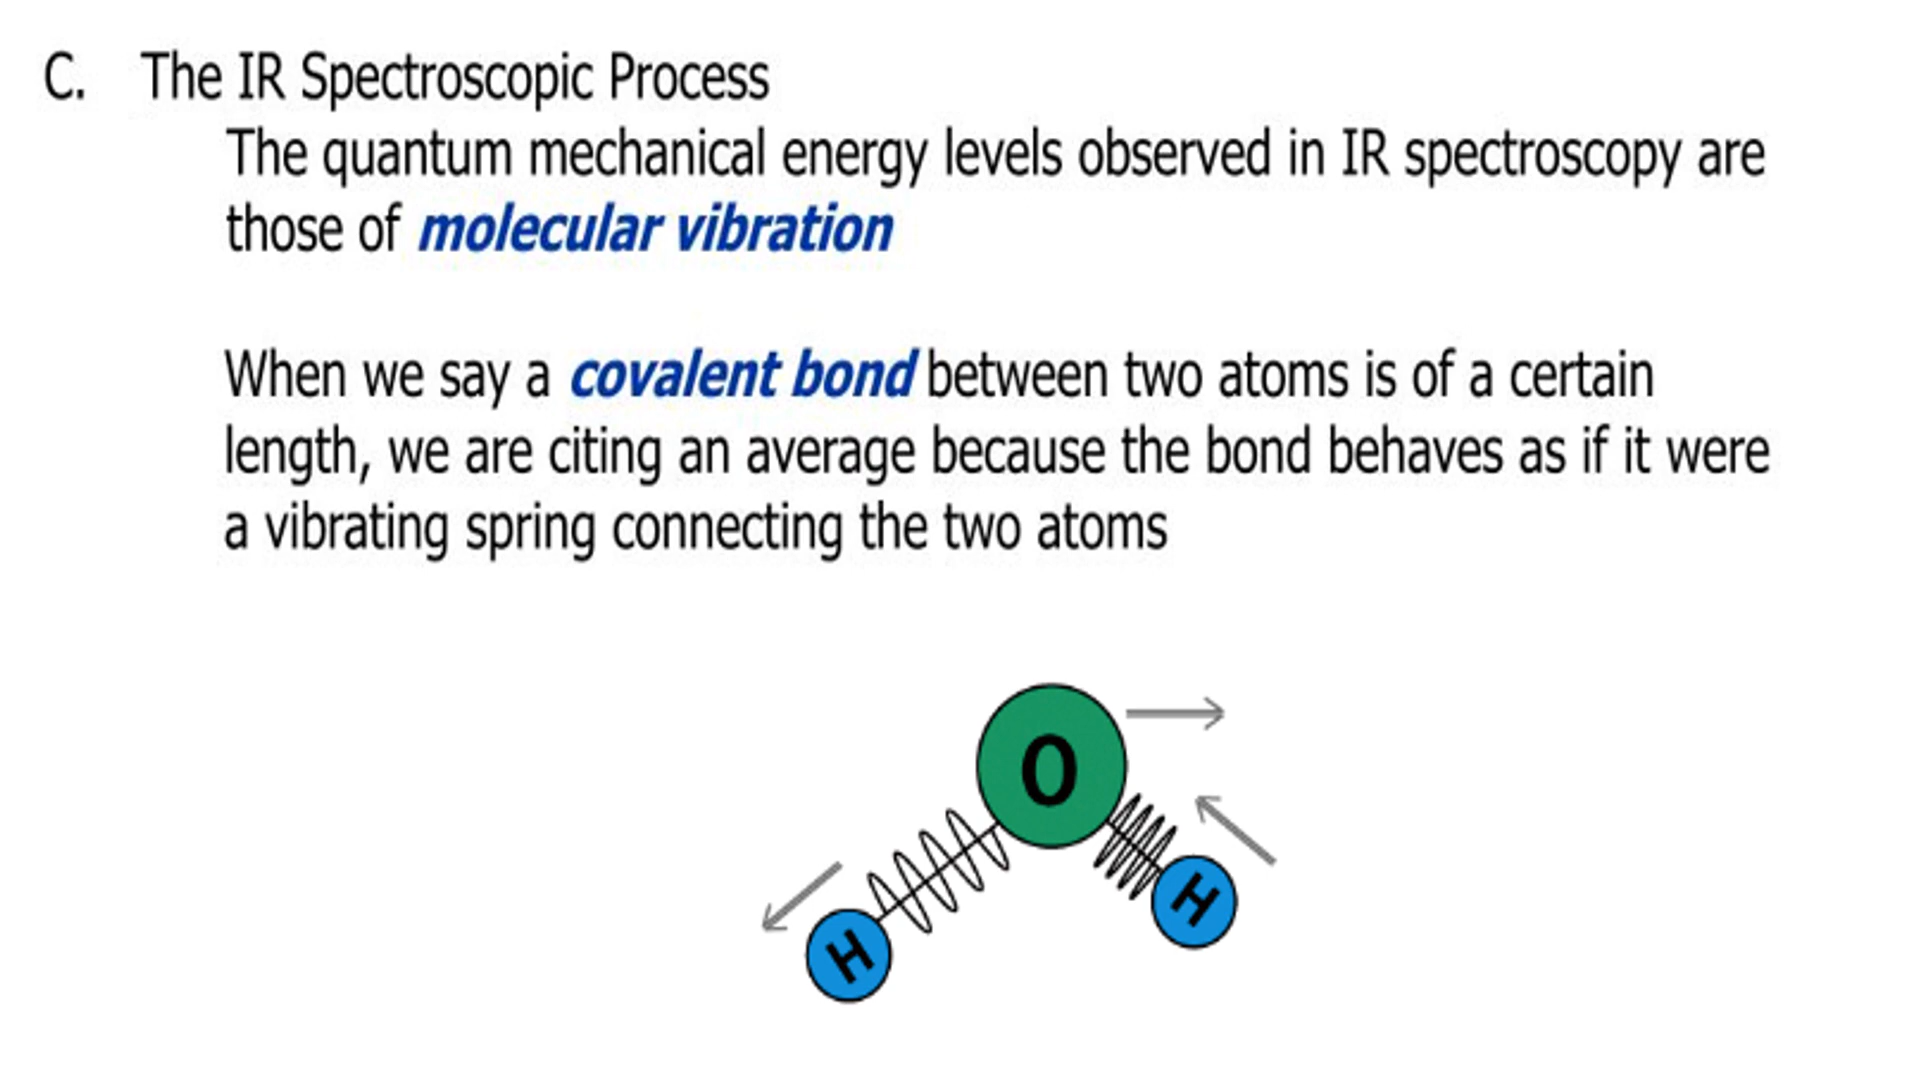 C. The IR Spectroscopic Process
The quantum mechanical energy levels observed in IR spectroscopy are
those of molecular vibration
When we say a covalent bond between two atoms is of a certain
length, we are citing an average because the bond behaves as if it were
a vibrating spring connecting the two atoms
O
H
H